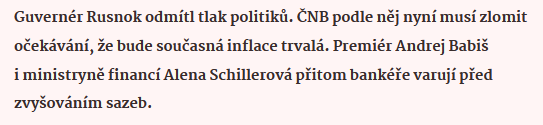 Guvernér Rusnok odmítl tlak politiků. ČNB podle něj nyní musí zlomit
očekávání, že bude současná inflace trvalá. Premiér Andrej Babiš
i ministryně financí Alena Schillerová přitom bankéře varují před
zvyšováním sazeb.